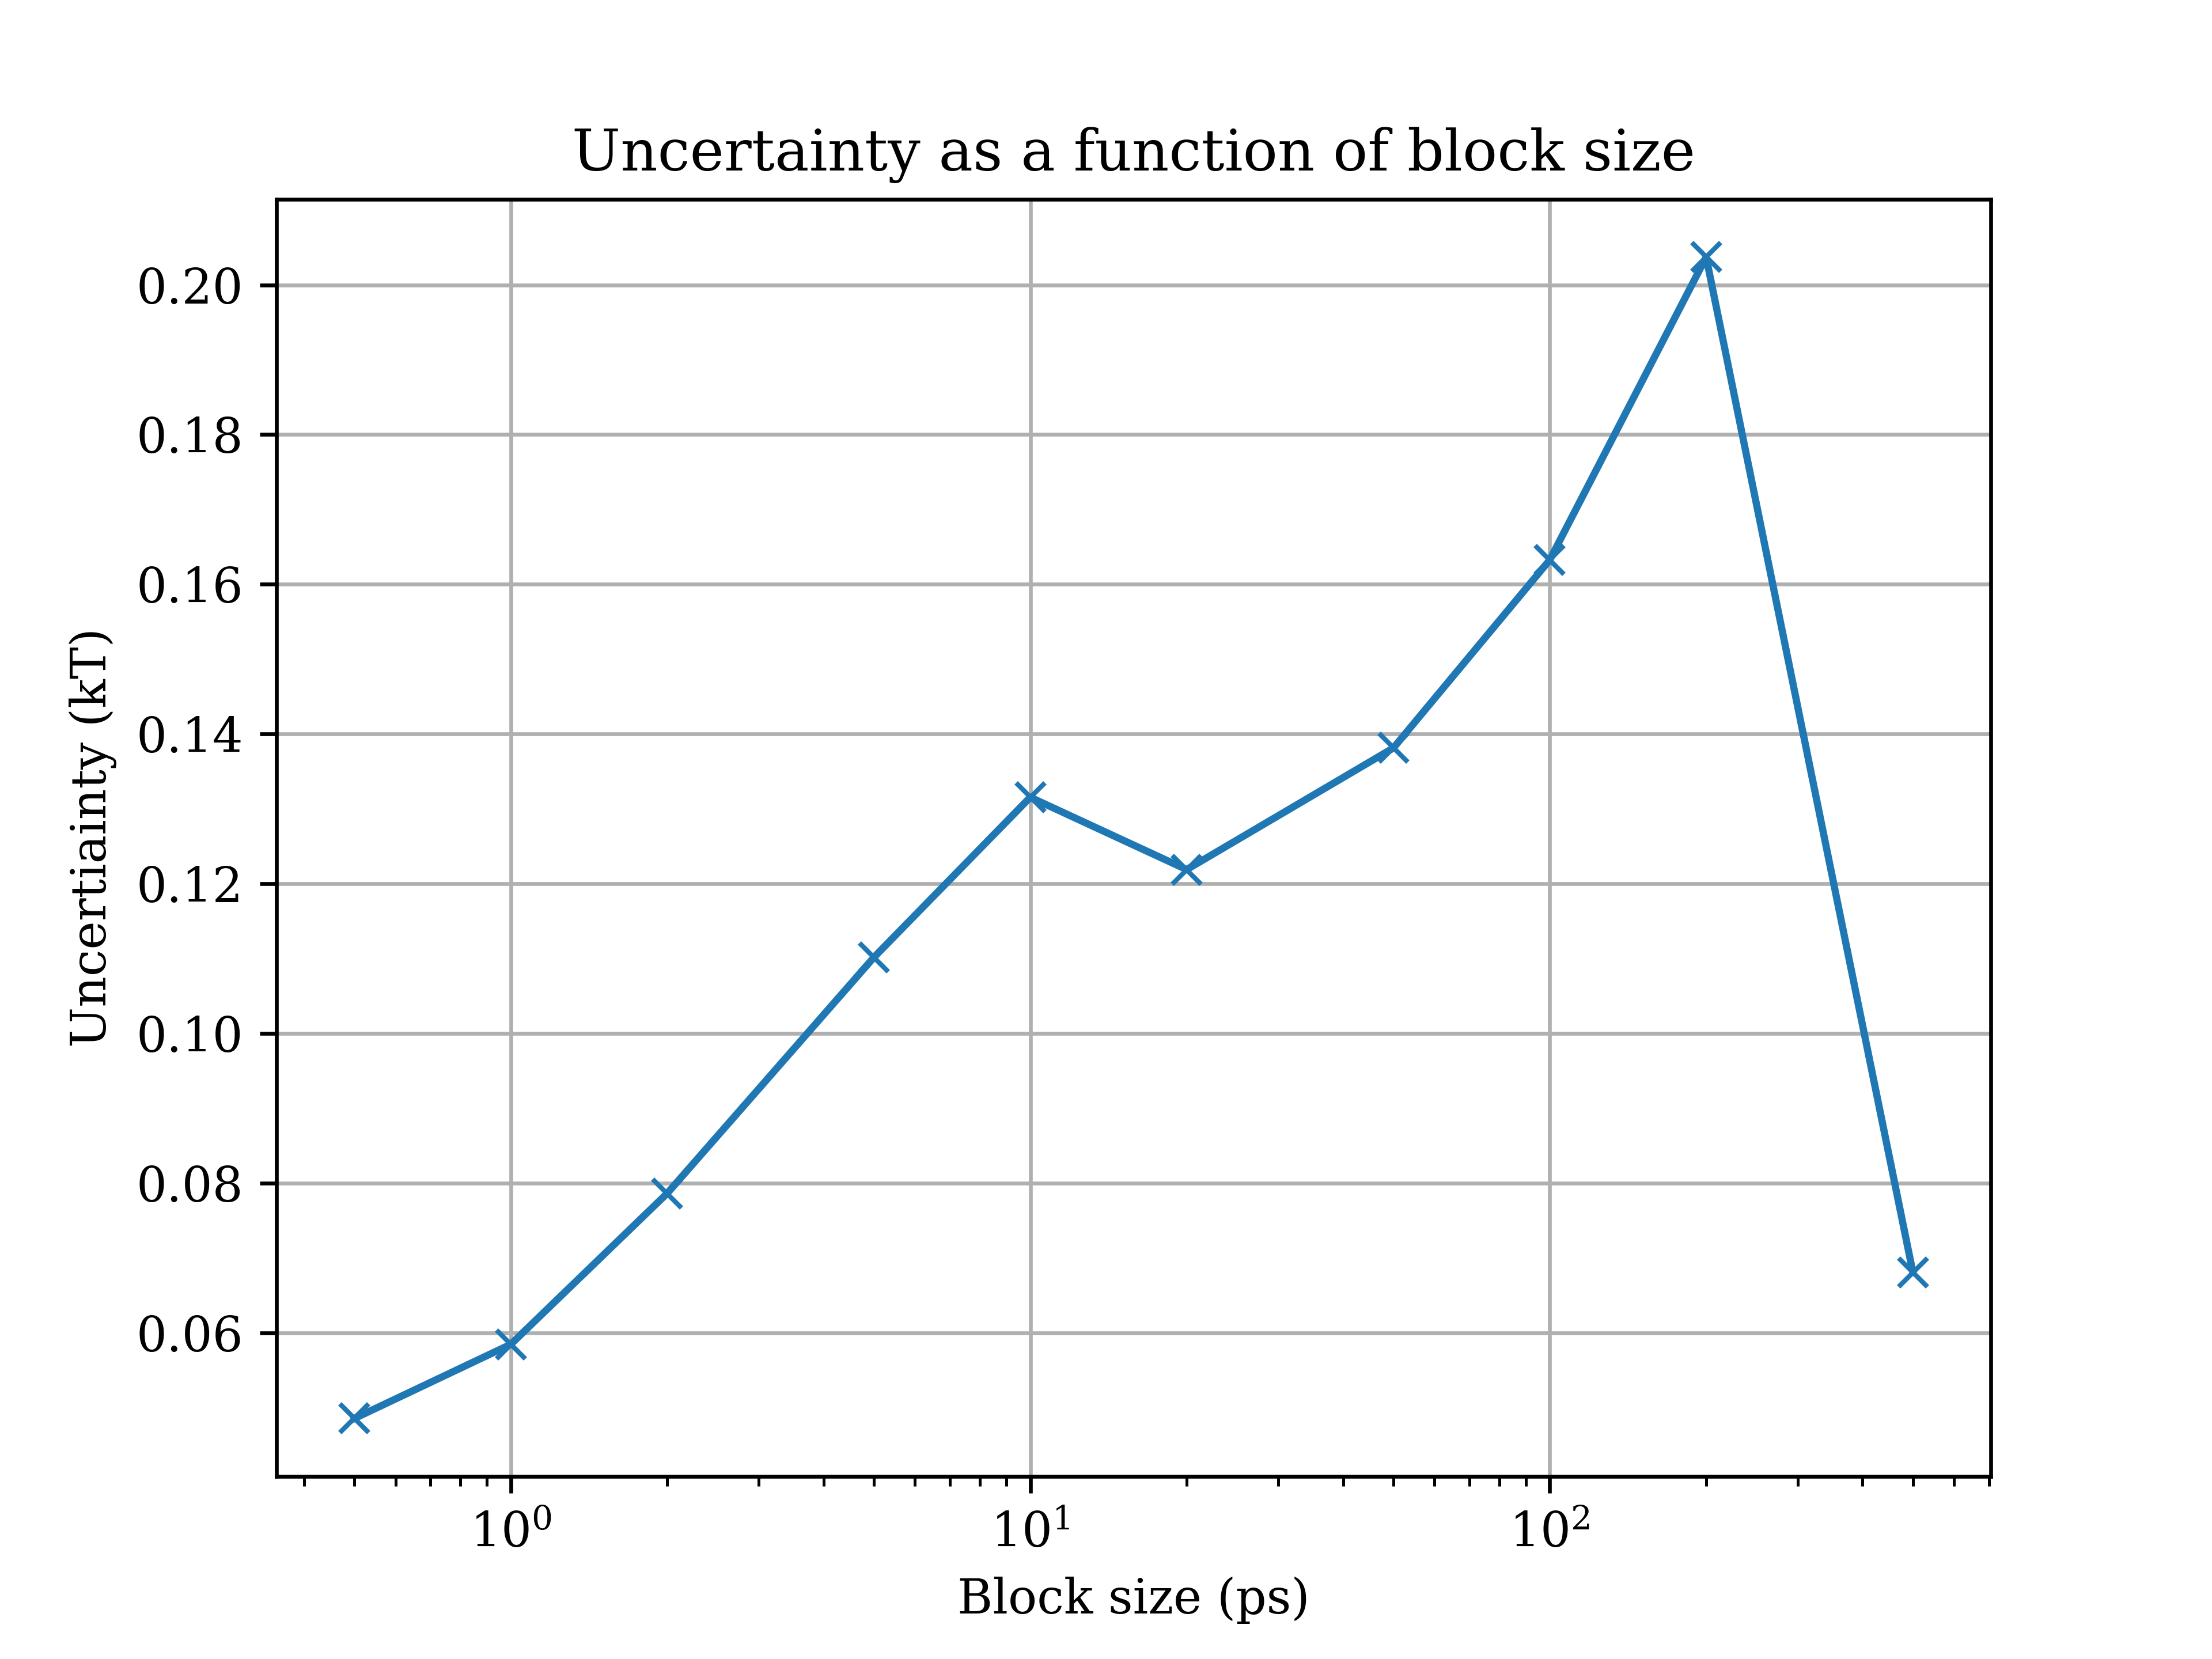 Uncertainty as a function of block size
0.20
0.18
0.16
0.14
0.12
0.10
0.08
0.06
Uncertiainty (kT)
10⁰ 10¹ 10²
Block size (ps)